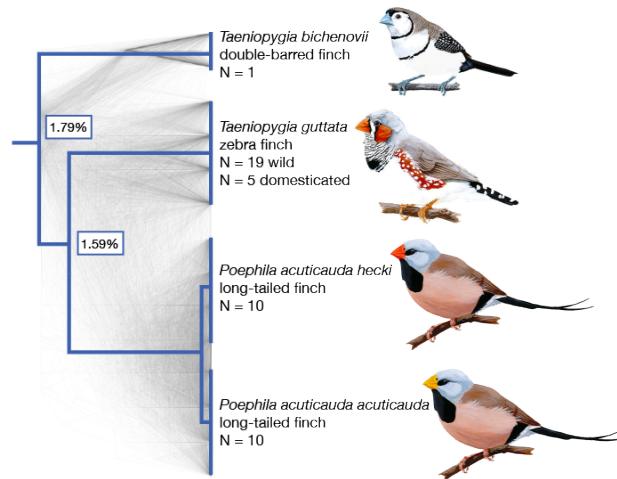 Taeniopygia bichenovii
double-barred finch
N = 1
1.79%
Taeniopygia guttata
zebra finch
N = 19 wild
N = 5 domesticated
1.59%
Poephila acuticauda hecki
long-tailed finch
N = 10
Poephila acuticauda acuticauda
long-tailed finch
N = 10